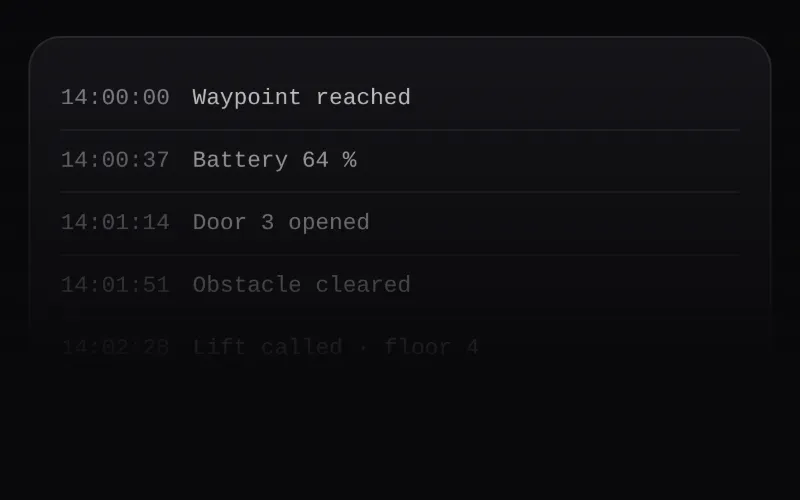 14:00:00 Waypoint reached
14:00:37 Battery 64 %
14:01:14 Door 3 opened
14:01:51 Obstacle cleared
14:02:28 Lift called · floor 4